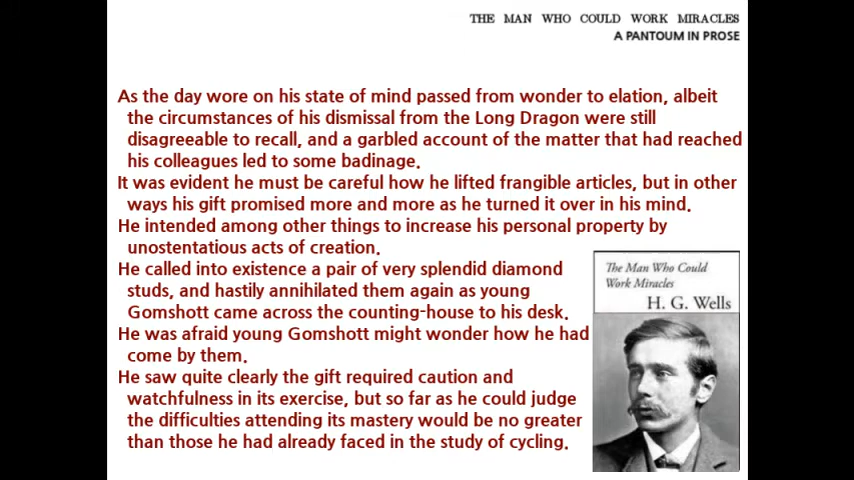 THE MAN WHO COULD WORK MIRACLES
A PANTOUM IN PROSE
As the day wore on his state of mind passed from wonder to elation, albeit
the circumstances of his dismissal from the Long Dragon were still
disagreeable to recall, and a garbled account of the matter that had reached
his colleagues led to some badinage.
It was evident he must be careful how he lifted frangible articles, but in other
ways his gift promised more and more as he turned it over in his mind.
He intended among other things to increase his personal property by
unostentatious acts of creation.
He called into existence a pair of very splendid diamond
studs, and hastily annihilated them again as young
Gomshott came across the counting-house to his desk.
He was afraid young Gomshott might wonder how he had
come by them.
He saw quite clearly the gift required caution and
watchfulness in its exercise, but so far as he could judge
the difficulties attending its mastery would be no greater
than those he had already faced in the study of cycling.
The Man Who Could
Work Miracles
H. G. Wells